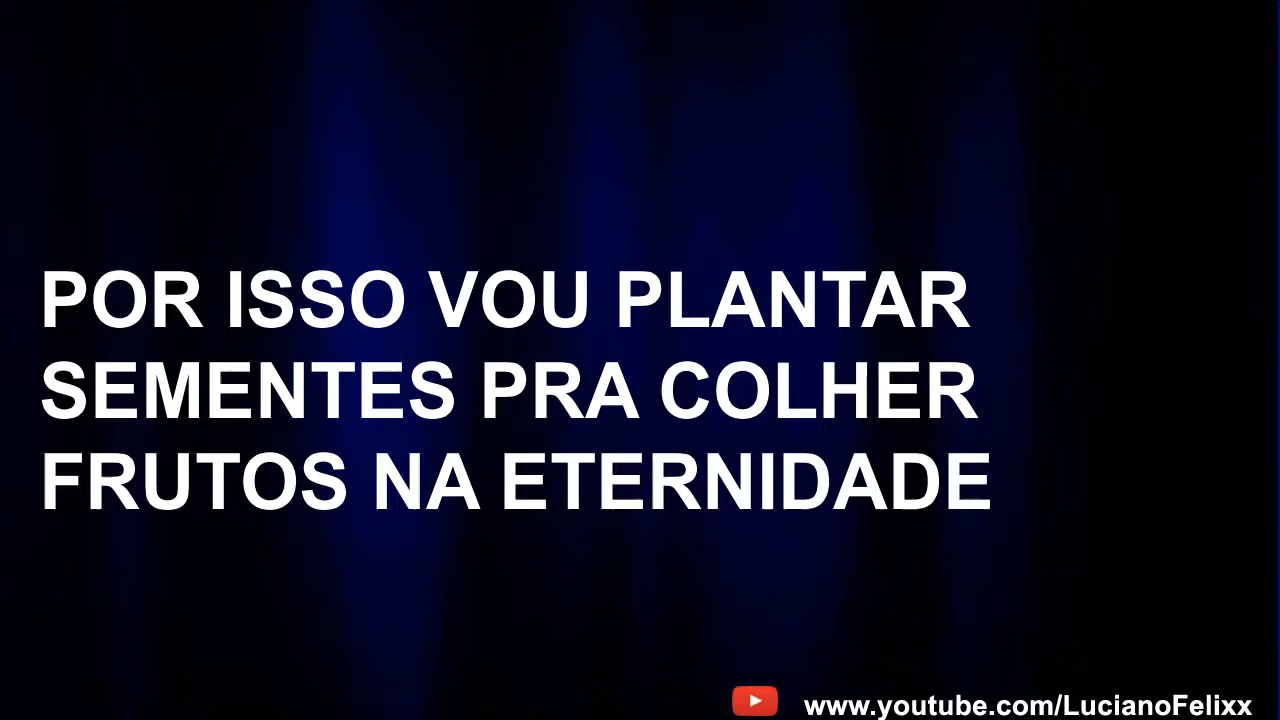 POR ISSO VOU PLANTAR
SEMENTES PRA COLHER
FRUTOS NA ETERNIDADE
www.youtube.com/LucianoFelixx